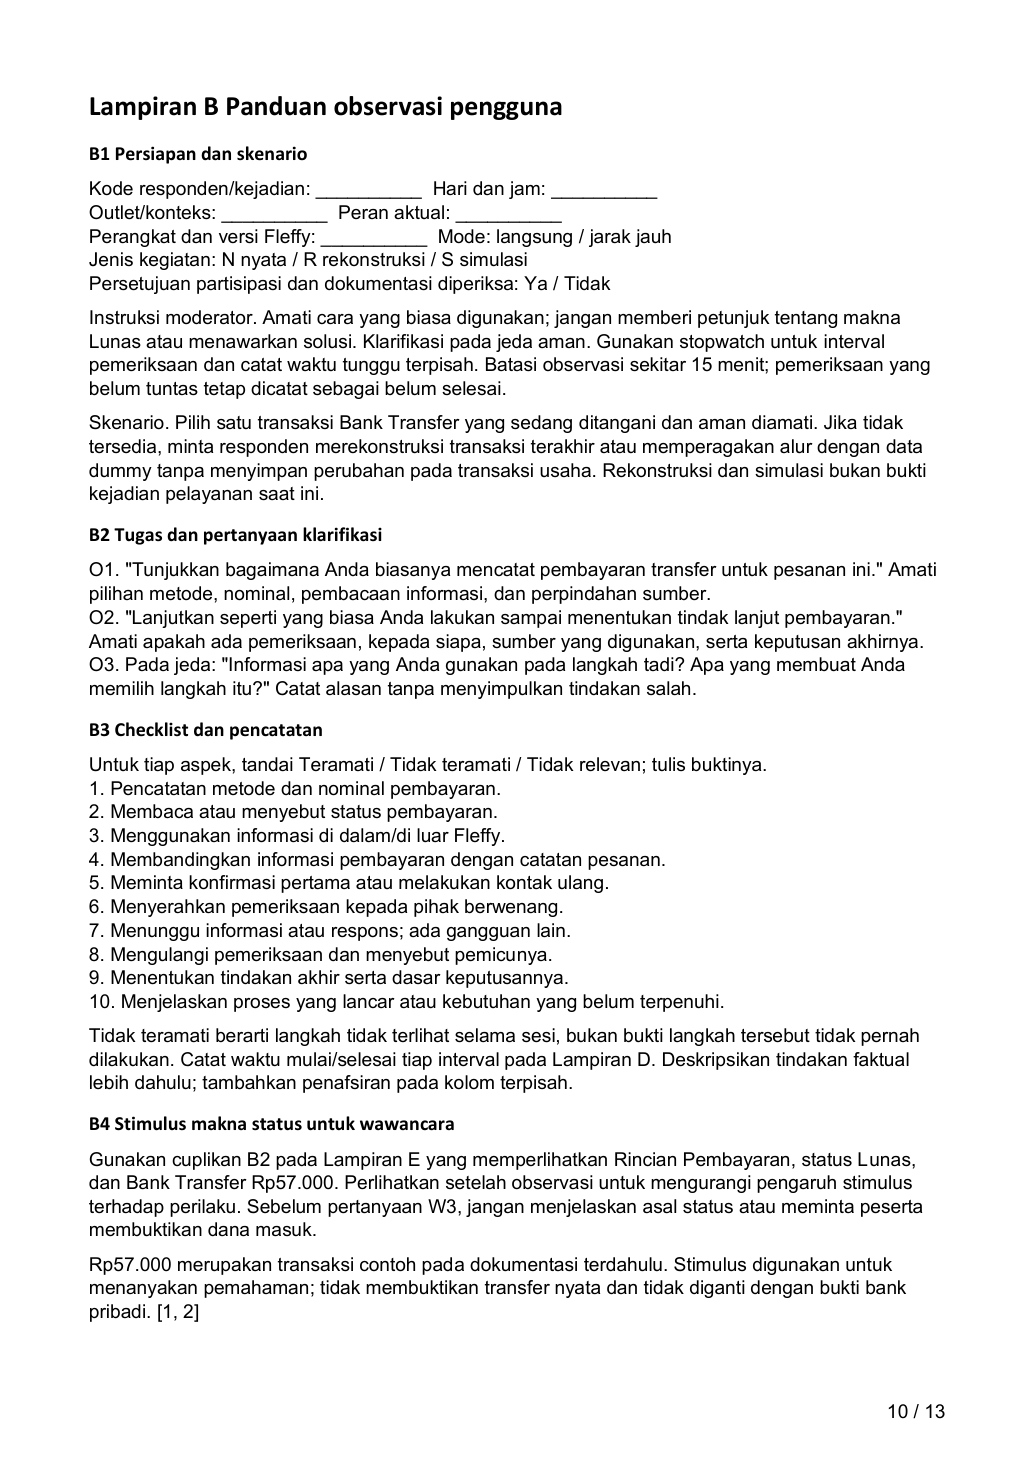 Lampiran B Panduan observasi pengguna
B1 Persiapan dan skenario
Kode responden/kejadian: __________ Hari dan jam: __________
Outlet/konteks: __________ Peran aktual: __________
Perangkat dan versi Fleffy: __________ Mode: langsung / jarak jauh
Jenis kegiatan: N nyata / R rekonstruksi / S simulasi
Persetujuan partisipasi dan dokumentasi diperiksa: Ya / Tidak
Instruksi moderator. Amati cara yang biasa digunakan; jangan memberi petunjuk tentang makna
Lunas atau menawarkan solusi. Klarifikasi pada jeda aman. Gunakan stopwatch untuk interval
pemeriksaan dan catat waktu tunggu terpisah. Batasi observasi sekitar 15 menit; pemeriksaan yang
belum tuntas tetap dicatat sebagai belum selesai.
Skenario. Pilih satu transaksi Bank Transfer yang sedang ditangani dan aman diamati. Jika tidak
tersedia, minta responden merekonstruksi transaksi terakhir atau memperagakan alur dengan data
dummy tanpa menyimpan perubahan pada transaksi usaha. Rekonstruksi dan simulasi bukan bukti
kejadian pelayanan saat ini.
B2 Tugas dan pertanyaan klarifikasi
O1. "Tunjukkan bagaimana Anda biasanya mencatat pembayaran transfer untuk pesanan ini." Amati
pilihan metode, nominal, pembacaan informasi, dan perpindahan sumber.
O2. "Lanjutkan seperti yang biasa Anda lakukan sampai menentukan tindak lanjut pembayaran."
Amati apakah ada pemeriksaan, kepada siapa, sumber yang digunakan, serta keputusan akhirnya.
O3. Pada jeda: "Informasi apa yang Anda gunakan pada langkah tadi? Apa yang membuat Anda
memilih langkah itu?" Catat alasan tanpa menyimpulkan tindakan salah.
B3 Checklist dan pencatatan
Untuk tiap aspek, tandai Teramati / Tidak teramati / Tidak relevan; tulis buktinya.
1. Pencatatan metode dan nominal pembayaran.
2. Membaca atau menyebut status pembayaran.
3. Menggunakan informasi di dalam/di luar Fleffy.
4. Membandingkan informasi pembayaran dengan catatan pesanan.
5. Meminta konfirmasi pertama atau melakukan kontak ulang.
6. Menyerahkan pemeriksaan kepada pihak berwenang.
7. Menunggu informasi atau respons; ada gangguan lain.
8. Mengulangi pemeriksaan dan menyebut pemicunya.
9. Menentukan tindakan akhir serta dasar keputusannya.
10. Menjelaskan proses yang lancar atau kebutuhan yang belum terpenuhi.
Tidak teramati berarti langkah tidak terlihat selama sesi, bukan bukti langkah tersebut tidak pernah
dilakukan. Catat waktu mulai/selesai tiap interval pada Lampiran D. Deskripsikan tindakan faktual
lebih dahulu; tambahkan penafsiran pada kolom terpisah.
B4 Stimulus makna status untuk wawancara
Gunakan cuplikan B2 pada Lampiran E yang memperlihatkan Rincian Pembayaran, status Lunas,
dan Bank Transfer Rp57.000. Perlihatkan setelah observasi untuk mengurangi pengaruh stimulus
terhadap perilaku. Sebelum pertanyaan W3, jangan menjelaskan asal status atau meminta peserta
membuktikan dana masuk.
Rp57.000 merupakan transaksi contoh pada dokumentasi terdahulu. Stimulus digunakan untuk
menanyakan pemahaman; tidak membuktikan transfer nyata dan tidak diganti dengan bukti bank
pribadi. [1, 2]
10 / 13